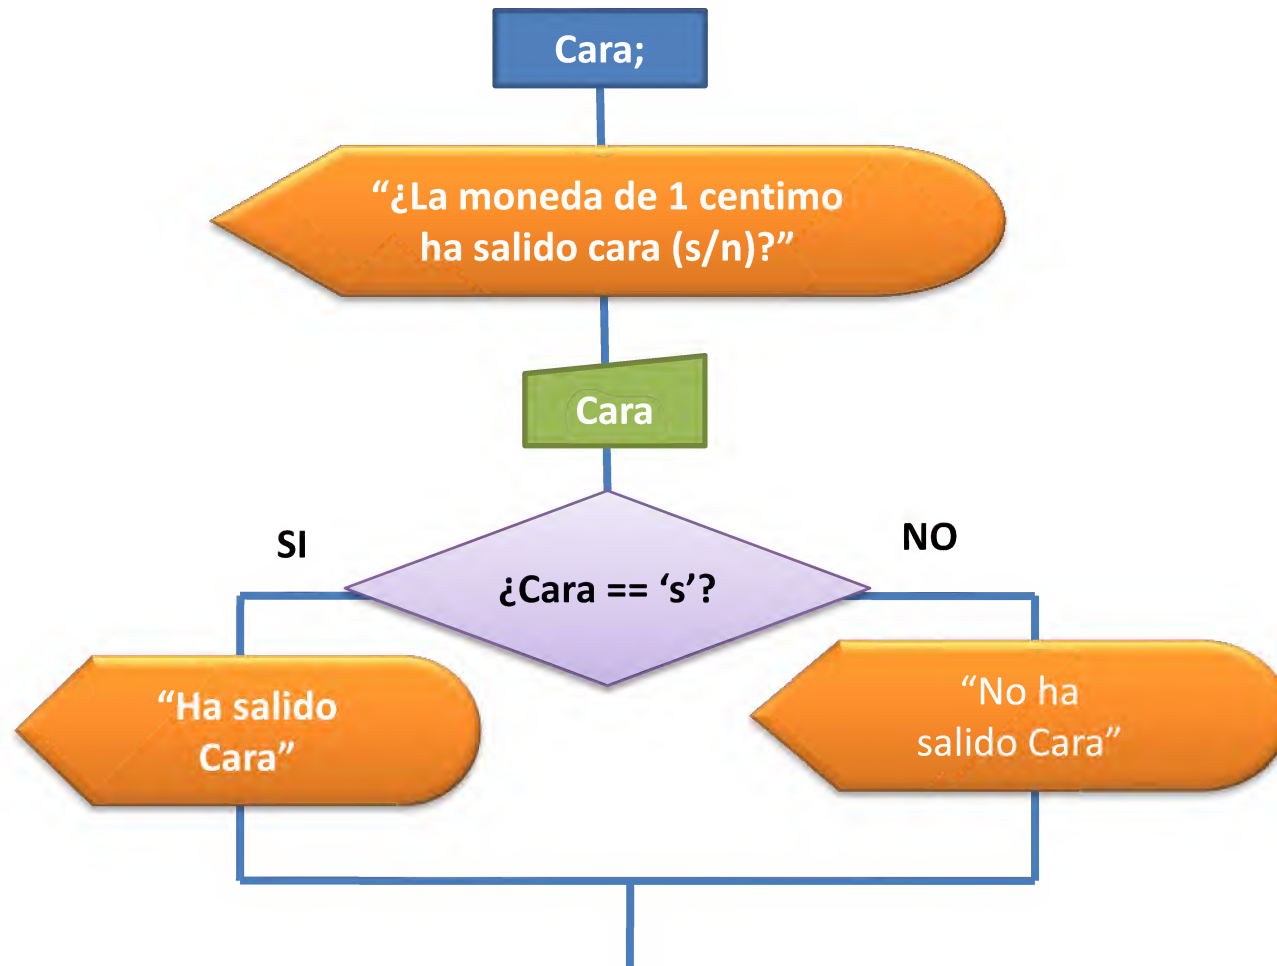 Cara;
“¿La moneda de 1 centimo
ha salido cara (s/n)?”
Cara
SI
NO
¿Cara == ‘s’?
“Ha salido
Cara”
“No ha
salido Cara”